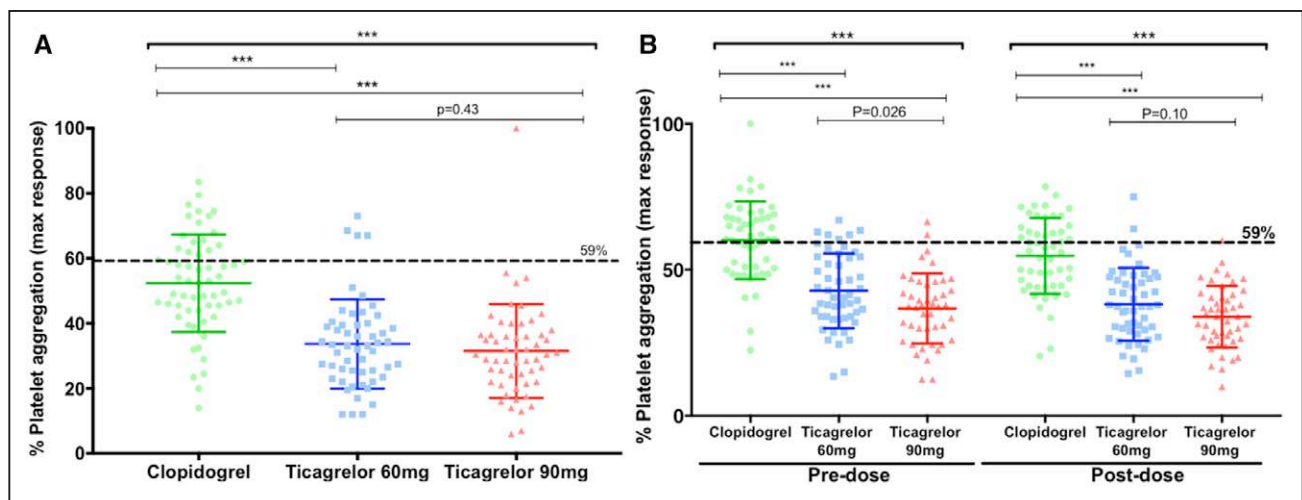 A
***
***
***
p=0.43
% Platelet aggregation (max response)
100
80
60
40
20
0
59%
Clopidogrel
Ticagrelor 60mg
Ticagrelor 90mg
B
***
***
***
P=0.026
***
***
***
P=0.10
% Platelet aggregation (max response)
100
50
0
59%
Clopidogrel
Ticagrelor
60mg
Ticagrelor
90mg
Clopidogrel
Ticagrelor
60mg
Ticagrelor
90mg
Pre-dose
Post-dose